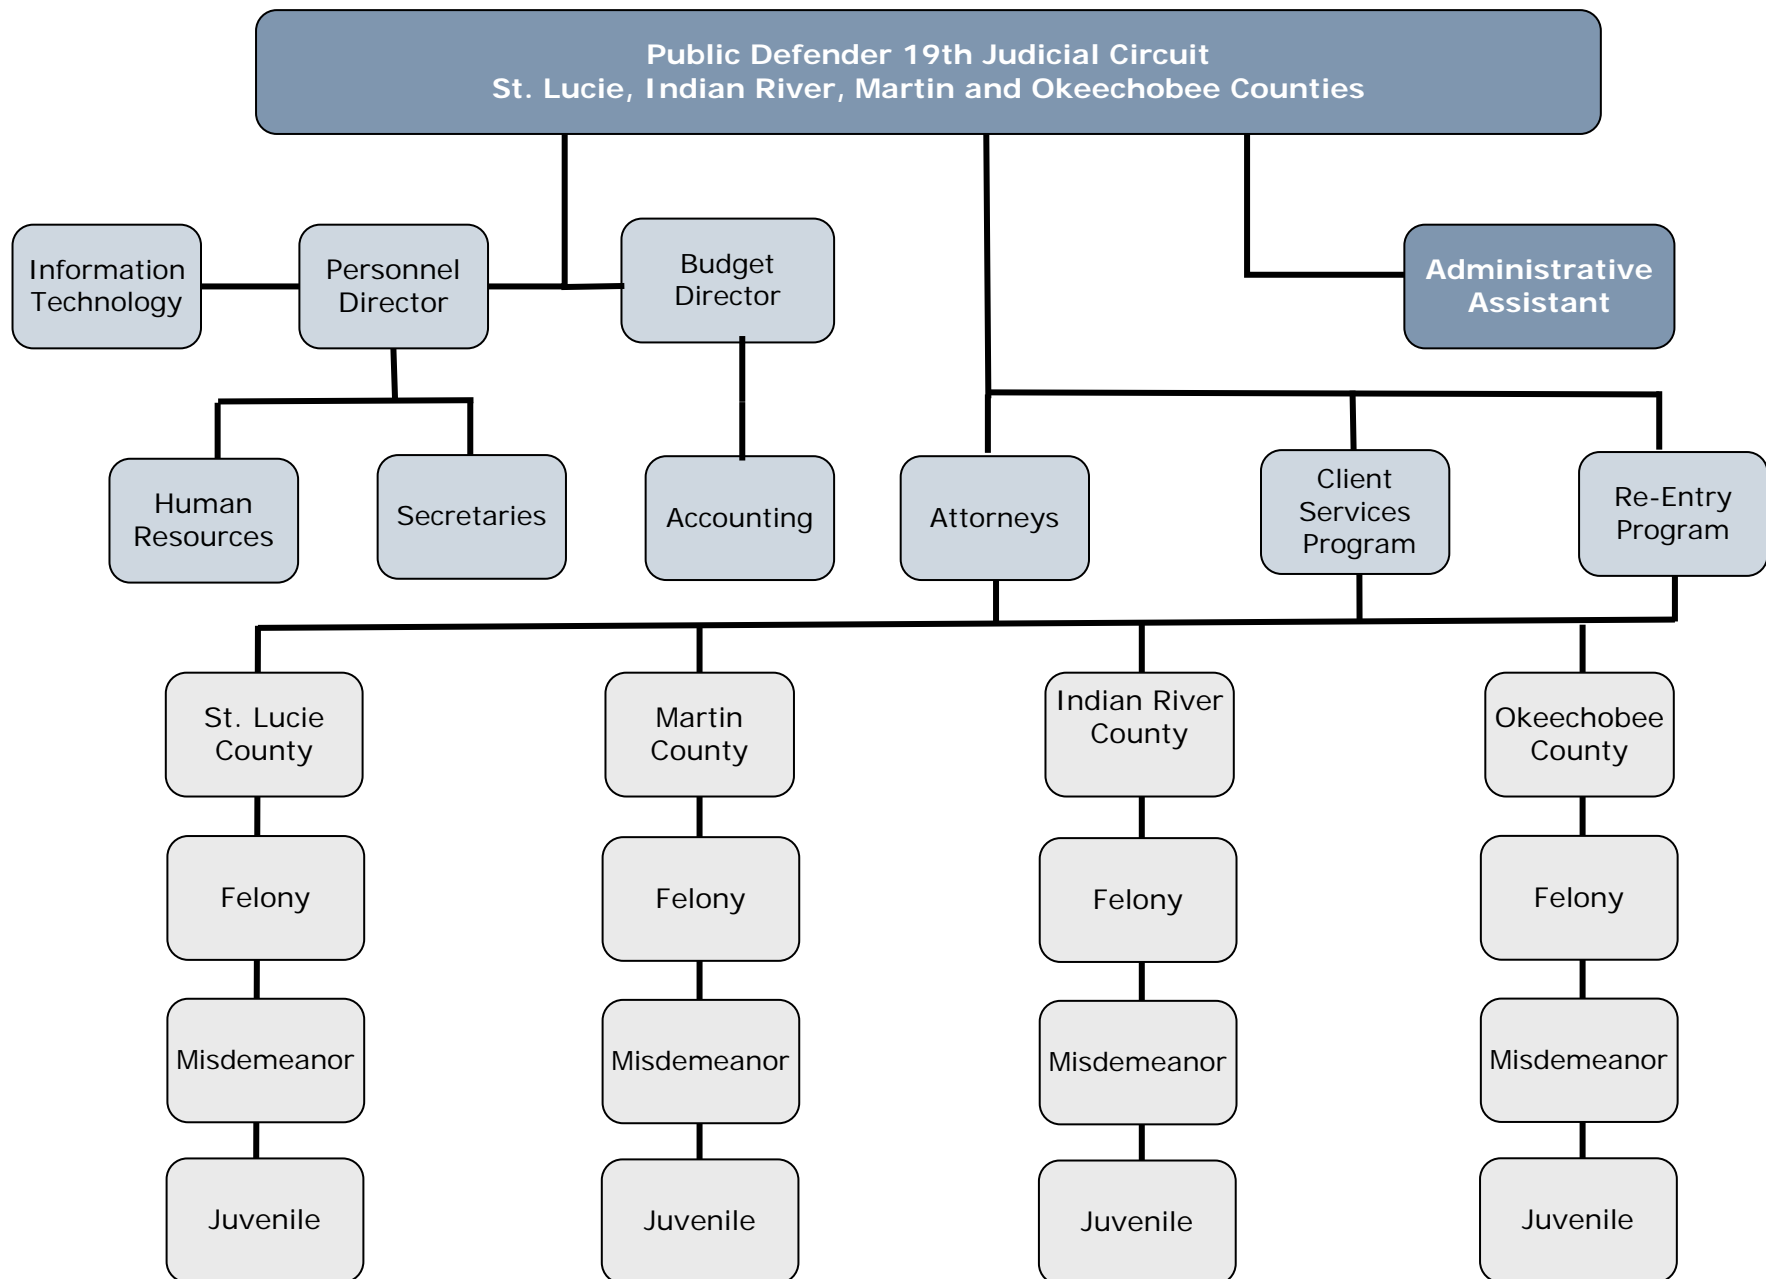 Public Defender 19th Judicial Circuit
St. Lucie, Indian River, Martin and Okeechobee Counties
Information
Technology
Personnel
Director
Budget
Director
Administrative
Assistant
Human
Resources
Secretaries
Accounting
Attorneys
Client
Services
Program
Re-Entry
Program
St. Lucie
County
Martin
County
Indian River
County
Okeechobee
County
Felony
Felony
Felony
Felony
Misdemeanor
Misdemeanor
Misdemeanor
Misdemeanor
Juvenile
Juvenile
Juvenile
Juvenile